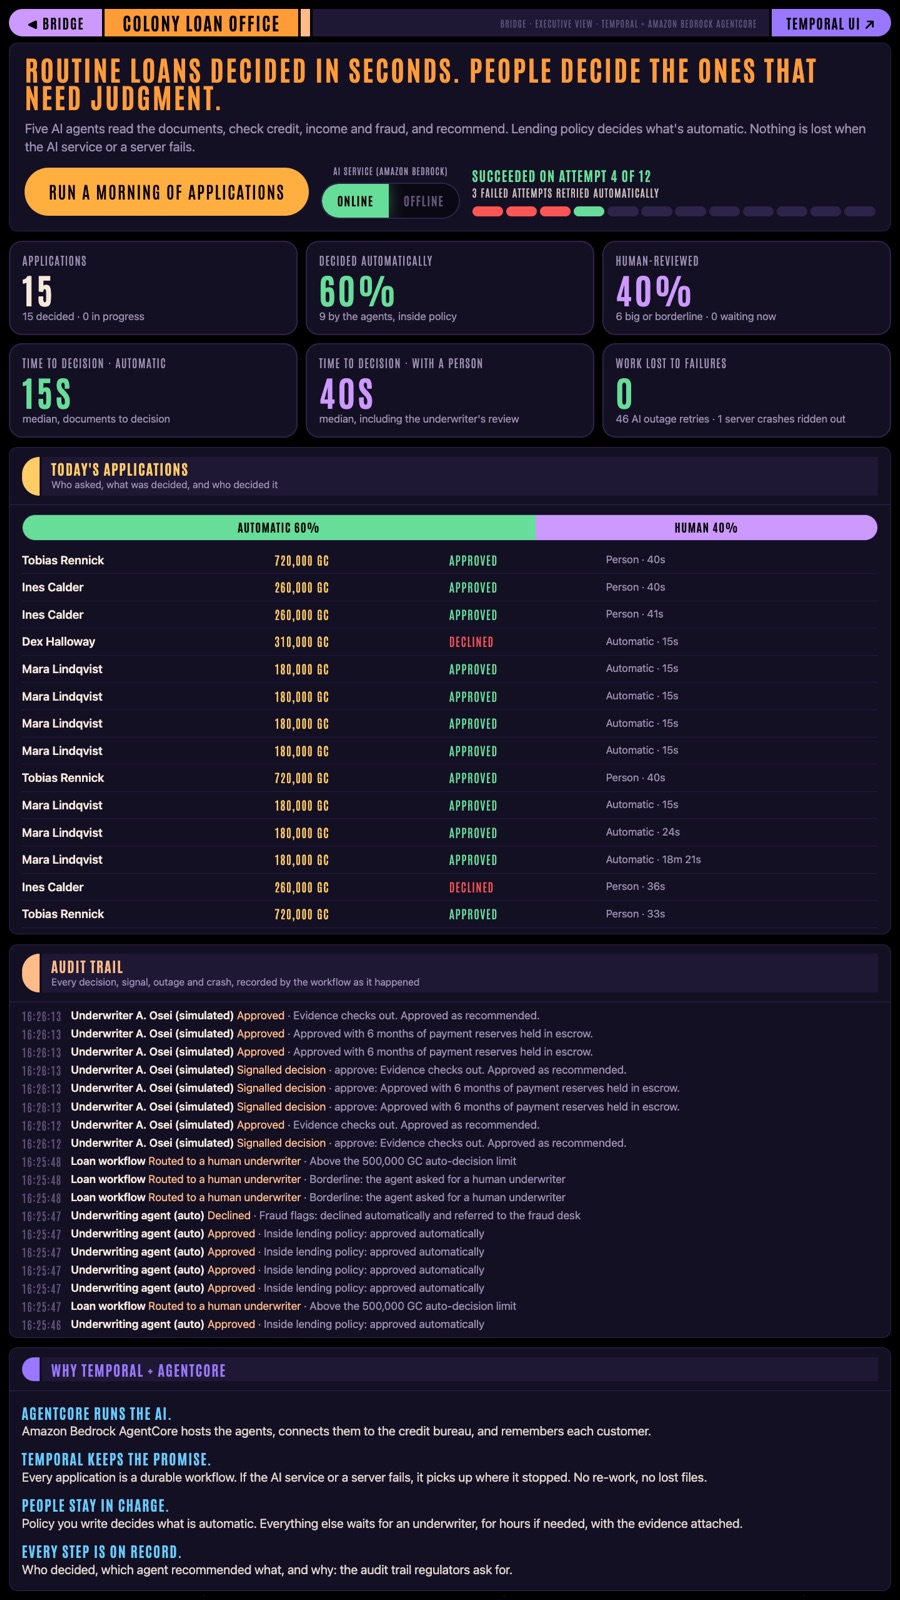 ◀ BRIDGE
COLONY LOAN OFFICE
BRIDGE · EXECUTIVE VIEW · TEMPORAL + AMAZON BEDROCK AGENTCORE
TEMPORAL UI ↗
ROUTINE LOANS DECIDED IN SECONDS. PEOPLE DECIDE THE ONES THAT
NEED JUDGMENT.
Five AI agents read the documents, check credit, income and fraud, and recommend. Lending policy decides what's automatic. Nothing is lost when
the AI service or a server fails.
RUN A MORNING OF APPLICATIONS
AI SERVICE (AMAZON BEDROCK)
ONLINE OFFLINE
SUCCEEDED ON ATTEMPT 4 OF 12
3 FAILED ATTEMPTS RETRIED AUTOMATICALLY
APPLICATIONS
15
15 decided · 0 in progress
DECIDED AUTOMATICALLY
60%
9 by the agents, inside policy
HUMAN-REVIEWED
40%
6 big or borderline · 0 waiting now
TIME TO DECISION · AUTOMATIC
15S
median, documents to decision
TIME TO DECISION · WITH A PERSON
40S
median, including the underwriter's review
WORK LOST TO FAILURES
0
46 AI outage retries · 1 server crashes ridden out
TODAY'S APPLICATIONS
Who asked, what was decided, and who decided it
AUTOMATIC 60% HUMAN 40%
Tobias Rennick 720,000 GC APPROVED Person · 40s
Ines Calder 260,000 GC APPROVED Person · 40s
Ines Calder 260,000 GC APPROVED Person · 41s
Dex Halloway 310,000 GC DECLINED Automatic · 15s
Mara Lindqvist 180,000 GC APPROVED Automatic · 15s
Mara Lindqvist 180,000 GC APPROVED Automatic · 15s
Mara Lindqvist 180,000 GC APPROVED Automatic · 15s
Mara Lindqvist 180,000 GC APPROVED Automatic · 15s
Tobias Rennick 720,000 GC APPROVED Person · 40s
Mara Lindqvist 180,000 GC APPROVED Automatic · 15s
Mara Lindqvist 180,000 GC APPROVED Automatic · 24s
Mara Lindqvist 180,000 GC APPROVED Automatic · 18m 21s
Ines Calder 260,000 GC DECLINED Person · 36s
Tobias Rennick 720,000 GC APPROVED Person · 33s
AUDIT TRAIL
Every decision, signal, outage and crash, recorded by the workflow as it happened
16:26:13 Underwriter A. Osei (simulated) Approved · Evidence checks out. Approved as recommended.
16:26:13 Underwriter A. Osei (simulated) Approved · Approved with 6 months of payment reserves held in escrow.
16:26:13 Underwriter A. Osei (simulated) Approved · Approved with 6 months of payment reserves held in escrow.
16:26:13 Underwriter A. Osei (simulated) Signalled decision · approve: Evidence checks out. Approved as recommended.
16:26:13 Underwriter A. Osei (simulated) Signalled decision · approve: Approved with 6 months of payment reserves held in escrow.
16:26:13 Underwriter A. Osei (simulated) Signalled decision · approve: Approved with 6 months of payment reserves held in escrow.
16:26:12 Underwriter A. Osei (simulated) Approved · Evidence checks out. Approved as recommended.
16:26:12 Underwriter A. Osei (simulated) Signalled decision · approve: Evidence checks out. Approved as recommended.
16:25:48 Loan workflow Routed to a human underwriter · Above the 500,000 GC auto-decision limit
16:25:48 Loan workflow Routed to a human underwriter · Borderline: the agent asked for a human underwriter
16:25:48 Loan workflow Routed to a human underwriter · Borderline: the agent asked for a human underwriter
16:25:47 Underwriting agent (auto) Declined · Fraud flags: declined automatically and referred to the fraud desk
16:25:47 Underwriting agent (auto) Approved · Inside lending policy: approved automatically
16:25:47 Underwriting agent (auto) Approved · Inside lending policy: approved automatically
16:25:47 Underwriting agent (auto) Approved · Inside lending policy: approved automatically
16:25:47 Underwriting agent (auto) Approved · Inside lending policy: approved automatically
16:25:47 Loan workflow Routed to a human underwriter · Above the 500,000 GC auto-decision limit
16:25:46 Underwriting agent (auto) Approved · Inside lending policy: approved automatically
WHY TEMPORAL + AGENTCORE
AGENTCORE RUNS THE AI.
Amazon Bedrock AgentCore hosts the agents, connects them to the credit bureau, and remembers each customer.
TEMPORAL KEEPS THE PROMISE.
Every application is a durable workflow. If the AI service or a server fails, it picks up where it stopped. No re-work, no lost files.
PEOPLE STAY IN CHARGE.
Policy you write decides what is automatic. Everything else waits for an underwriter, for hours if needed, with the evidence attached.
EVERY STEP IS ON RECORD.
Who decided, which agent recommended what, and why: the audit trail regulators ask for.